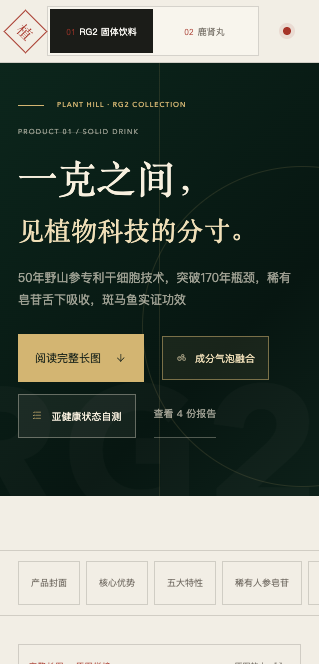 植
01 RG2 固体饮料
02 鹿肾丸
PLANT HILL · RG2 COLLECTION
PRODUCT 01 / SOLID DRINK
一克之间，
见植物科技的分寸。
50年野山参专利干细胞技术，突破170年瓶颈，稀有
皂苷舌下吸收，斑马鱼实证功效
阅读完整长图 ↓
成分气泡融合
亚健康状态自测
查看 4 份报告
RG2
产品封面
核心优势
五大特性
稀有人参皂苷